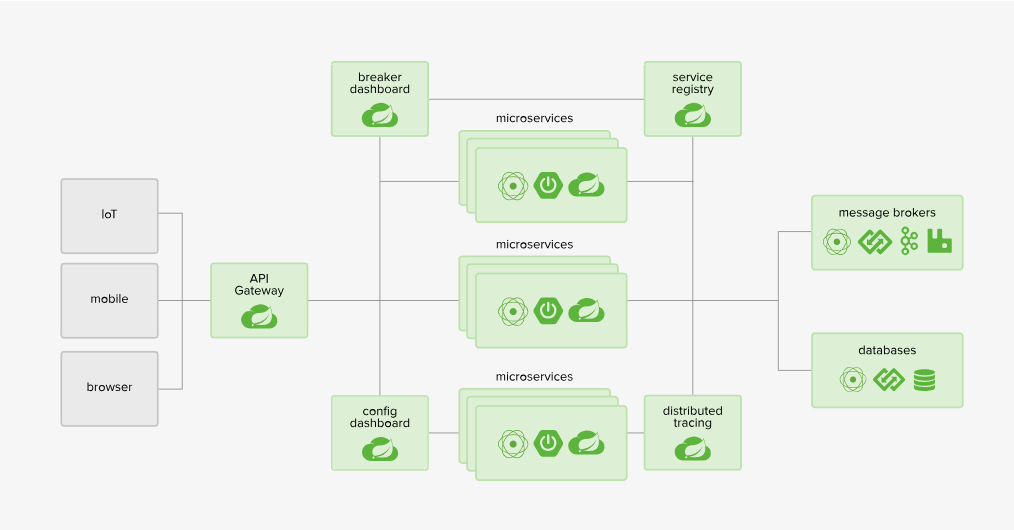 breaker
dashboard
service
registry
microservices
IoT
message brokers
microservices
API
Gateway
mobile
databases
microservices
browser
config
dashboard
distributed
tracing